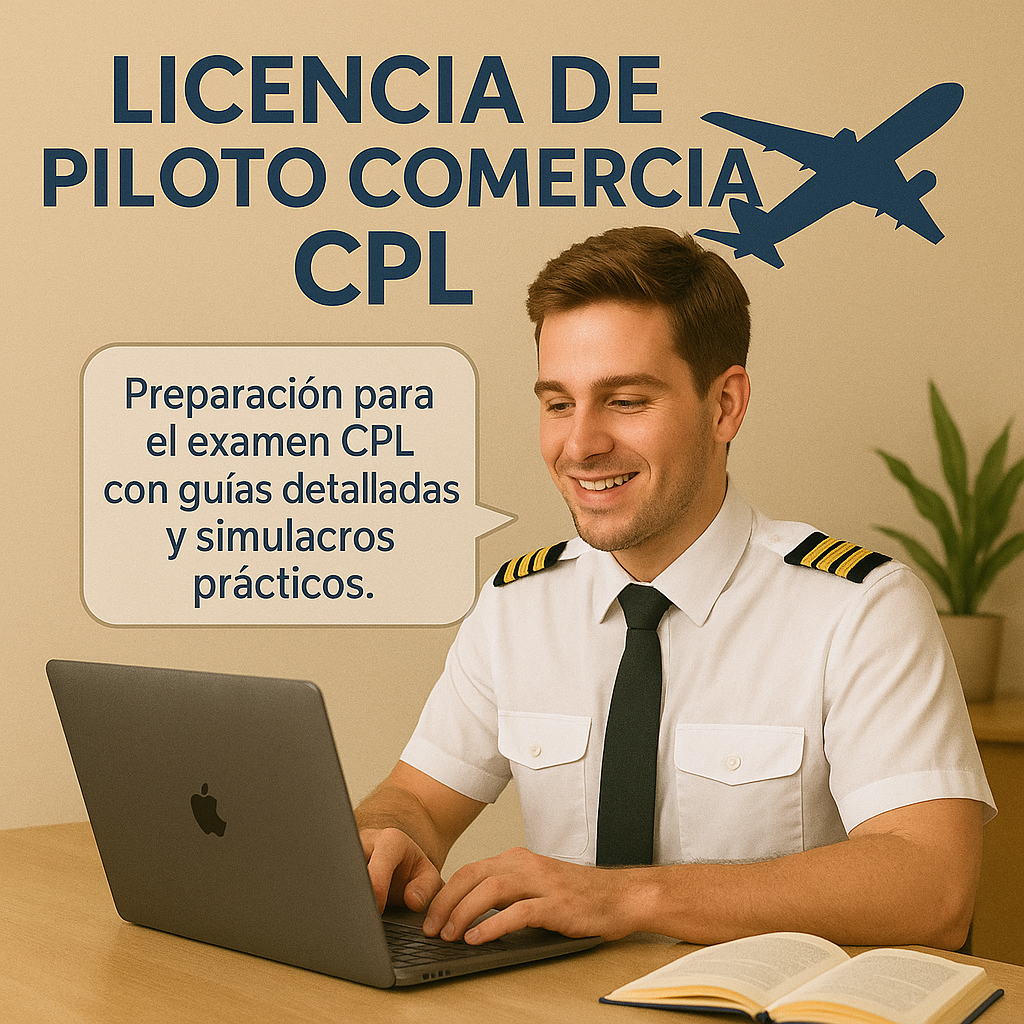 LICENCIA DE
PILOTO COMERCIA
CPL
Preparación para
el examen CPL
con guías detalladas
y simulacros
prácticos.